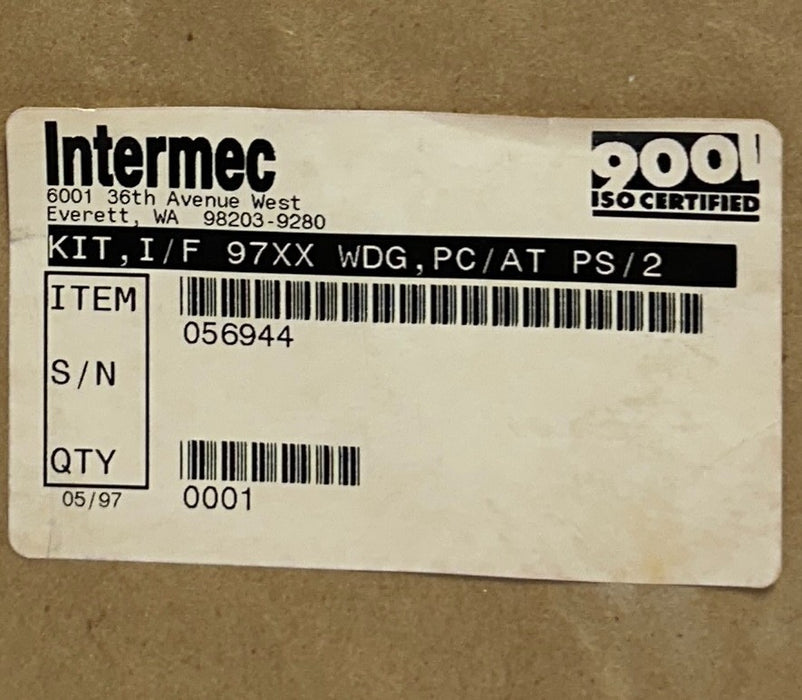 Intermec
6001 36th Avenue West
Everett, WA 98203-9280
9001
ISO CERTIFIED
KIT,I/F 97XX WDG,PC/AT PS/2
ITEM
056944
S/N
QTY
0001
05/97